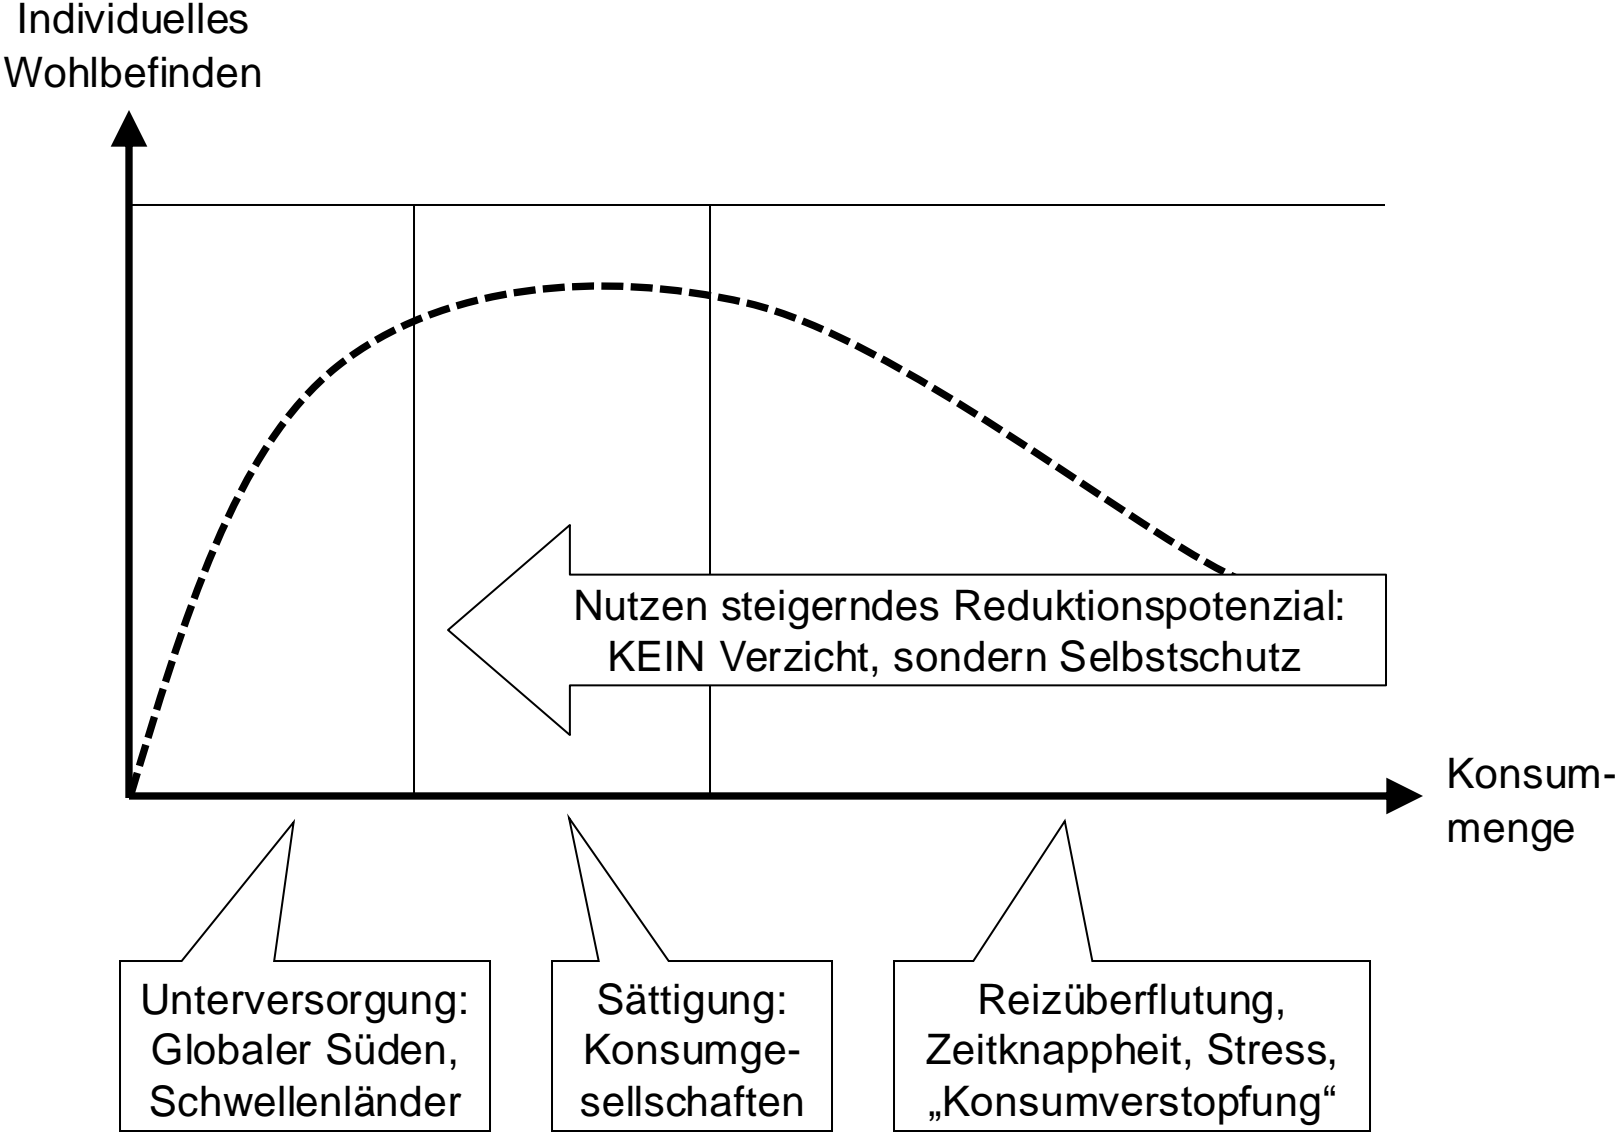 Individuelles
Wohlbefinden
Nutzen steigerndes Reduktionspotenzial:
KEIN Verzicht, sondern Selbstschutz
Konsum-
menge
Unterversorgung:
Globaler Süden,
Schwellenländer
Sättigung:
Konsumge-
sellschaften
Reizüberflutung,
Zeitknappheit, Stress,
„Konsumverstopfung“